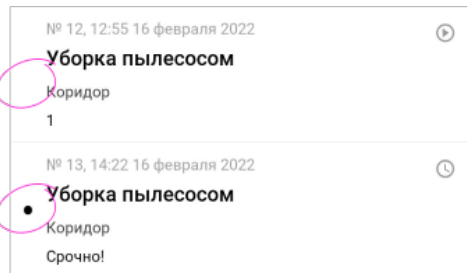 № 12, 12:55 16 февраля 2022
Уборка пылесосом
Коридор
1
№ 13, 14:22 16 февраля 2022
Уборка пылесосом
Коридор
Срочно!